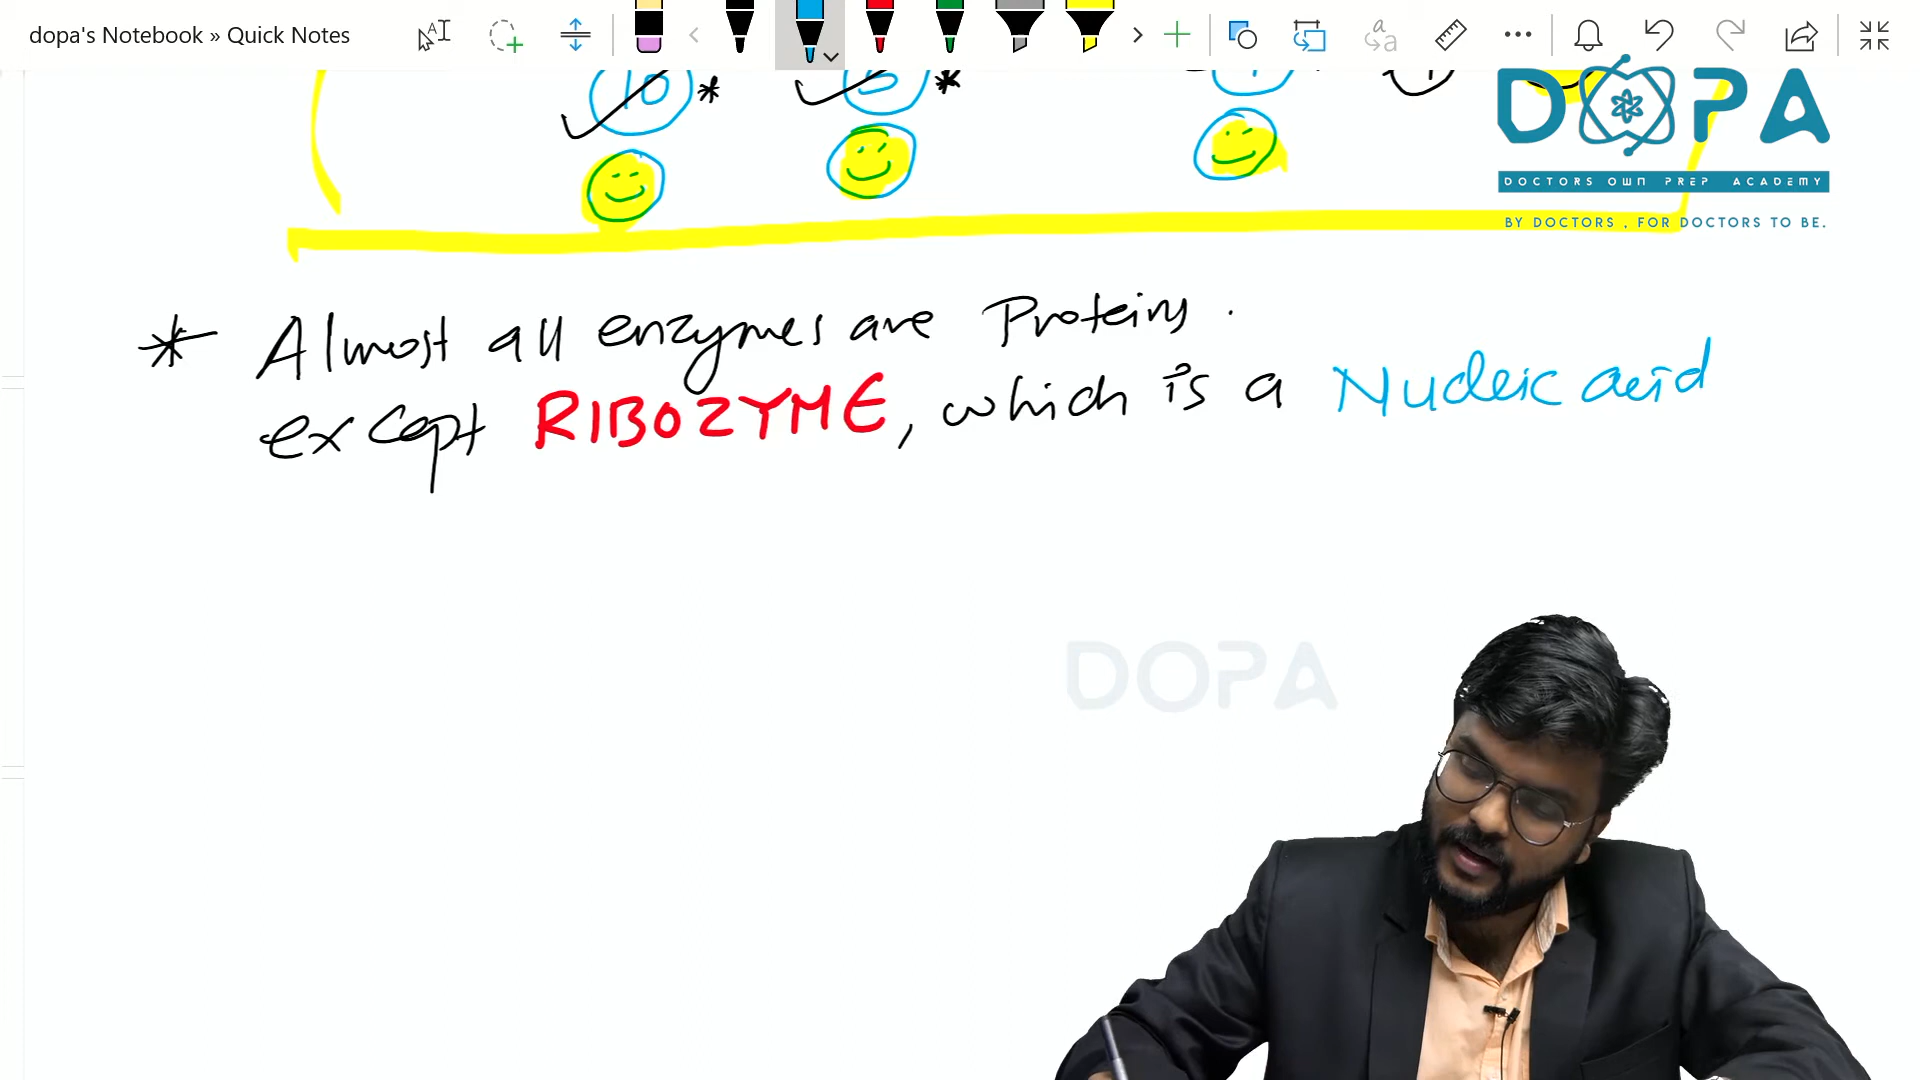 dopa's Notebook » Quick Notes
10 * *
DOPA
DOCTORS OWN PREP ACADEMY
BY DOCTORS , FOR DOCTORS TO BE.
* Almost all enzymes are Proteins.
except RIBOZYME, which is a Nucleic acid
DOPA